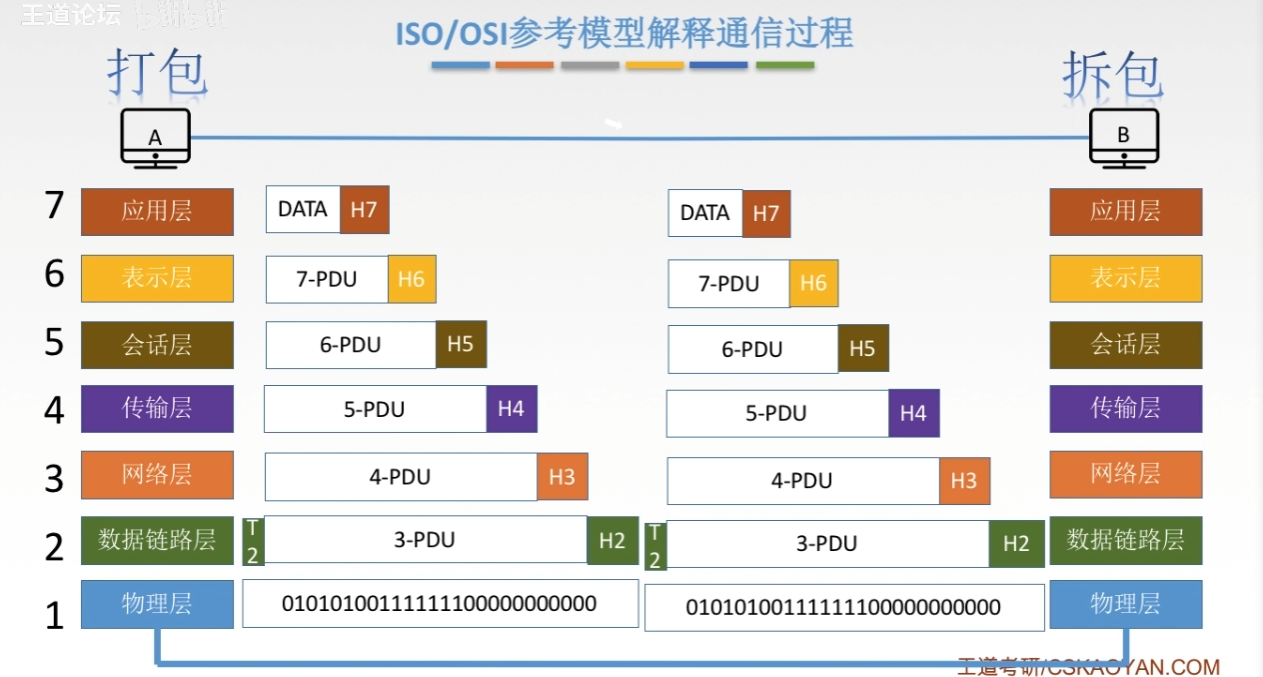 王道论坛
ISO/OSI参考模型解释通信过程
打包
拆包
A
B
7 应用层 DATA H7 DATA H7 应用层
6 表示层 7-PDU H6 7-PDU H6 表示层
5 会话层 6-PDU H5 6-PDU H5 会话层
4 传输层 5-PDU H4 5-PDU H4 传输层
3 网络层 4-PDU H3 4-PDU H3 网络层
2 数据链路层 T2 3-PDU H2 T2 3-PDU H2 数据链路层
1 物理层 01010100111111100000000000 01010100111111100000000000 物理层
王道考研/CSKAOYAN.COM